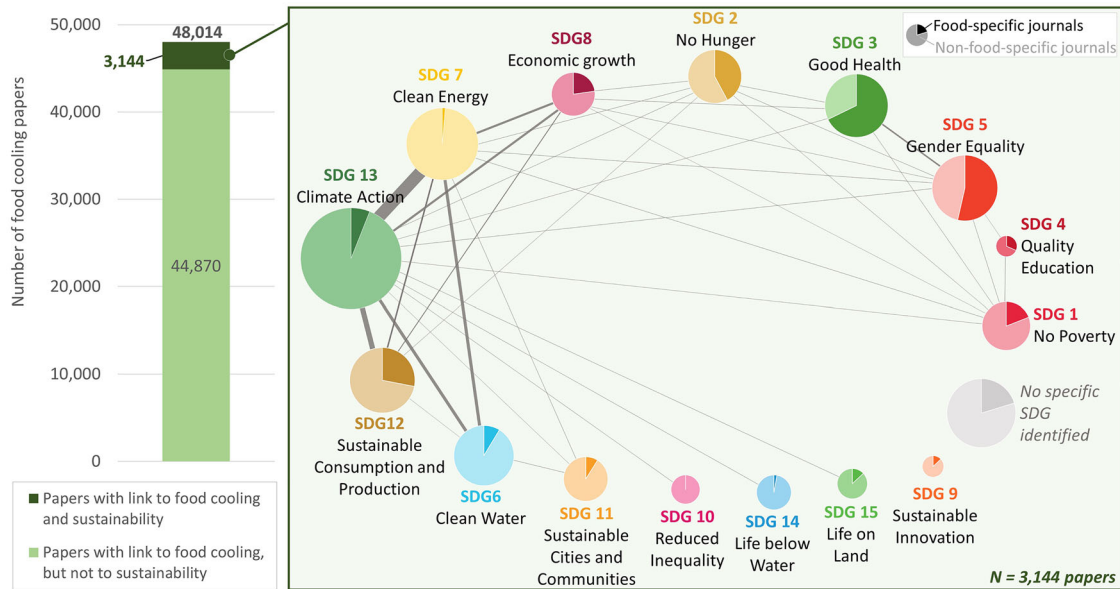 Number of food cooling papers
50,000
40,000
30,000
20,000
10,000
0
48,014
3,144
44,870
Papers with link to food cooling
and sustainability
Papers with link to food cooling,
but not to sustainability
Food-specific journals
Non-food-specific journals
SDG 2
No Hunger
SDG8
Economic growth
SDG 3
Good Health
SDG 7
Clean Energy
SDG 5
Gender Equality
SDG 13
Climate Action
SDG 4
Quality
Education
SDG 1
No Poverty
No specific
SDG
identified
SDG12
Sustainable
Consumption and
Production
SDG6
Clean Water
SDG 11
Sustainable
Cities and
Communities
SDG 10
Reduced
Inequality
SDG 14
Life below
Water
SDG 15
Life on
Land
SDG 9
Sustainable
Innovation
N = 3,144 papers